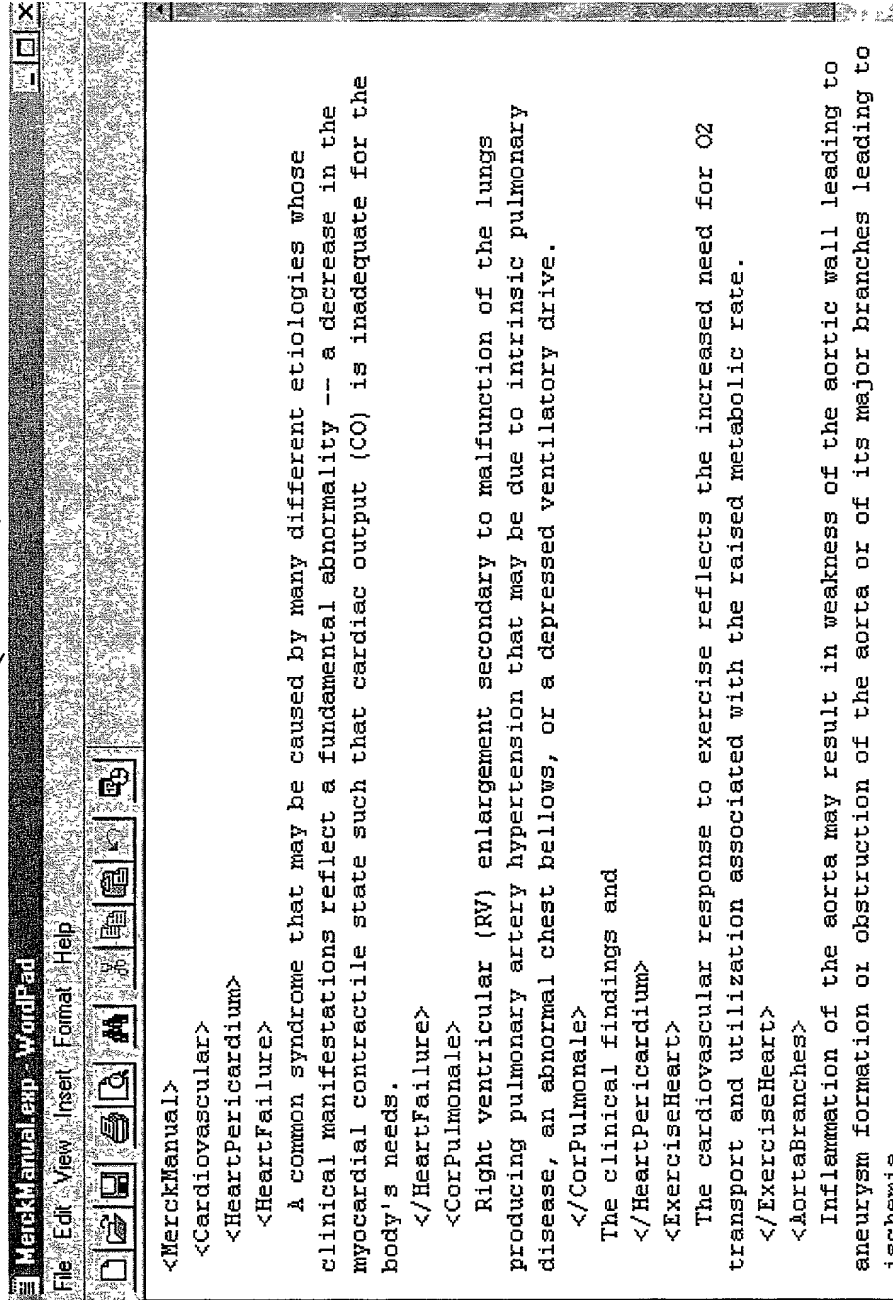 MerckManual.exp - WordPad
File Edit View Insert Format Help
<MerckManual>
<Cardiovascular>
<HeartPericardium>
<HeartFailure>
A common syndrome that may be caused by many different etiologies whose
clinical manifestations reflect a fundamental abnormality -- a decrease in the
myocardial contractile state such that cardiac output (CO) is inadequate for the
body's needs.
</HeartFailure>
<CorPulmonale>
Right ventricular (RV) enlargement secondary to malfunction of the lungs
producing pulmonary artery hypertension that may be due to intrinsic pulmonary
disease, an abnormal chest bellows, or a depressed ventilatory drive.
</CorPulmonale>
The clinical findings and
</HeartPericardium>
<ExerciseHeart>
The cardiovascular response to exercise reflects the increased need for O2
transport and utilization associated with the raised metabolic rate.
</ExerciseHeart>
<AortaBranches>
Inflammation of the aorta may result in weakness of the aortic wall leading to
aneurysm formation or obstruction of the aorta or of its major branches leading to
ischemia